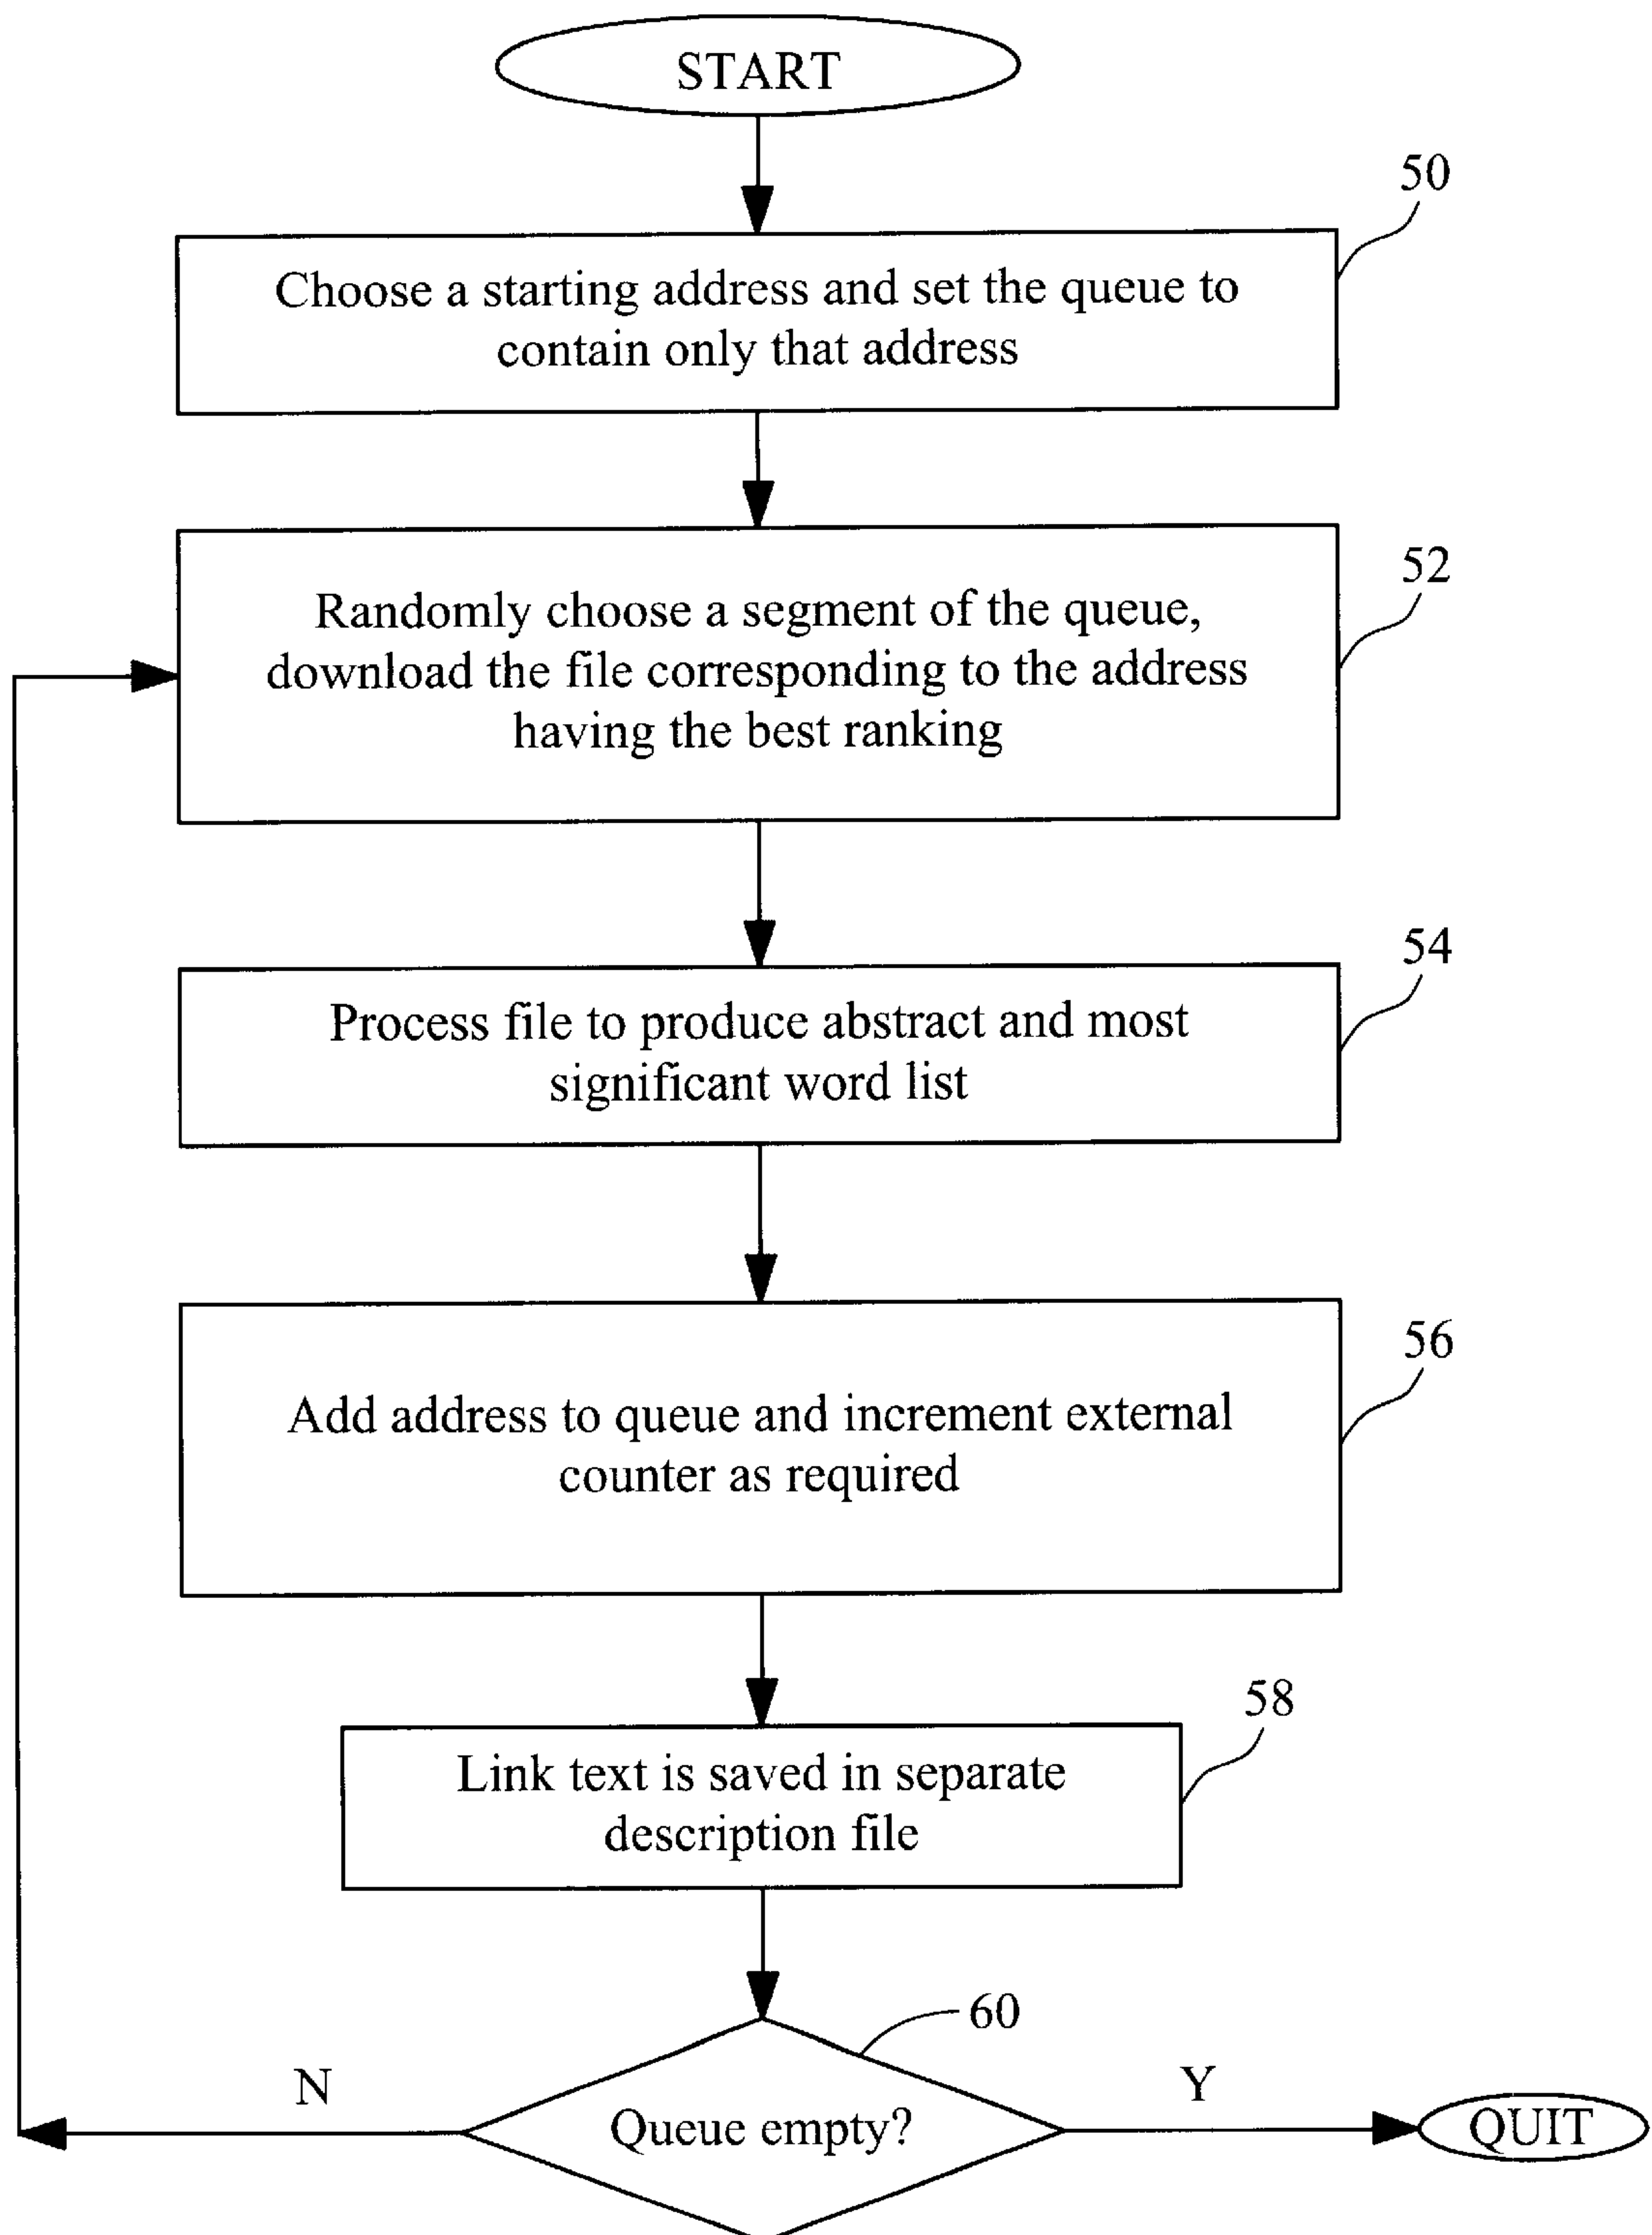 START
50
Choose a starting address and set the queue to
contain only that address
52
Randomly choose a segment of the queue,
download the file corresponding to the address
having the best ranking
54
Process file to produce abstract and most
significant word list
56
Add address to queue and increment external
counter as required
58
Link text is saved in separate
description file
60
N
Y
Queue empty?
QUIT